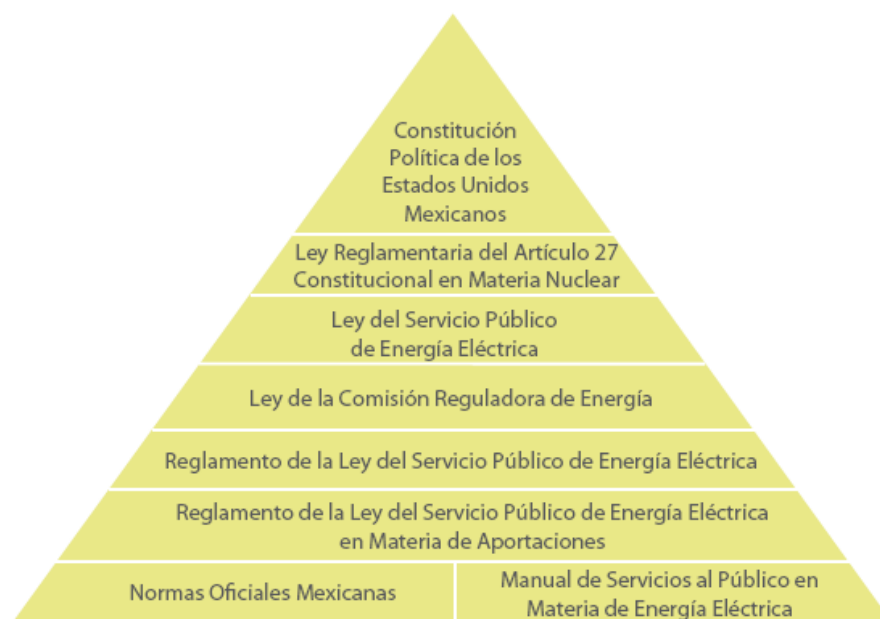 Constitución
Política de los
Estados Unidos
Mexicanos
Ley Reglamentaria del Artículo 27
Constitucional en Materia Nuclear
Ley del Servicio Público
de Energía Eléctrica
Ley de la Comisión Reguladora de Energía
Reglamento de la Ley del Servicio Público de Energía Eléctrica
Reglamento de la Ley del Servicio Público de Energía Eléctrica
en Materia de Aportaciones
Normas Oficiales Mexicanas
Manual de Servicios al Público en
Materia de Energía Eléctrica